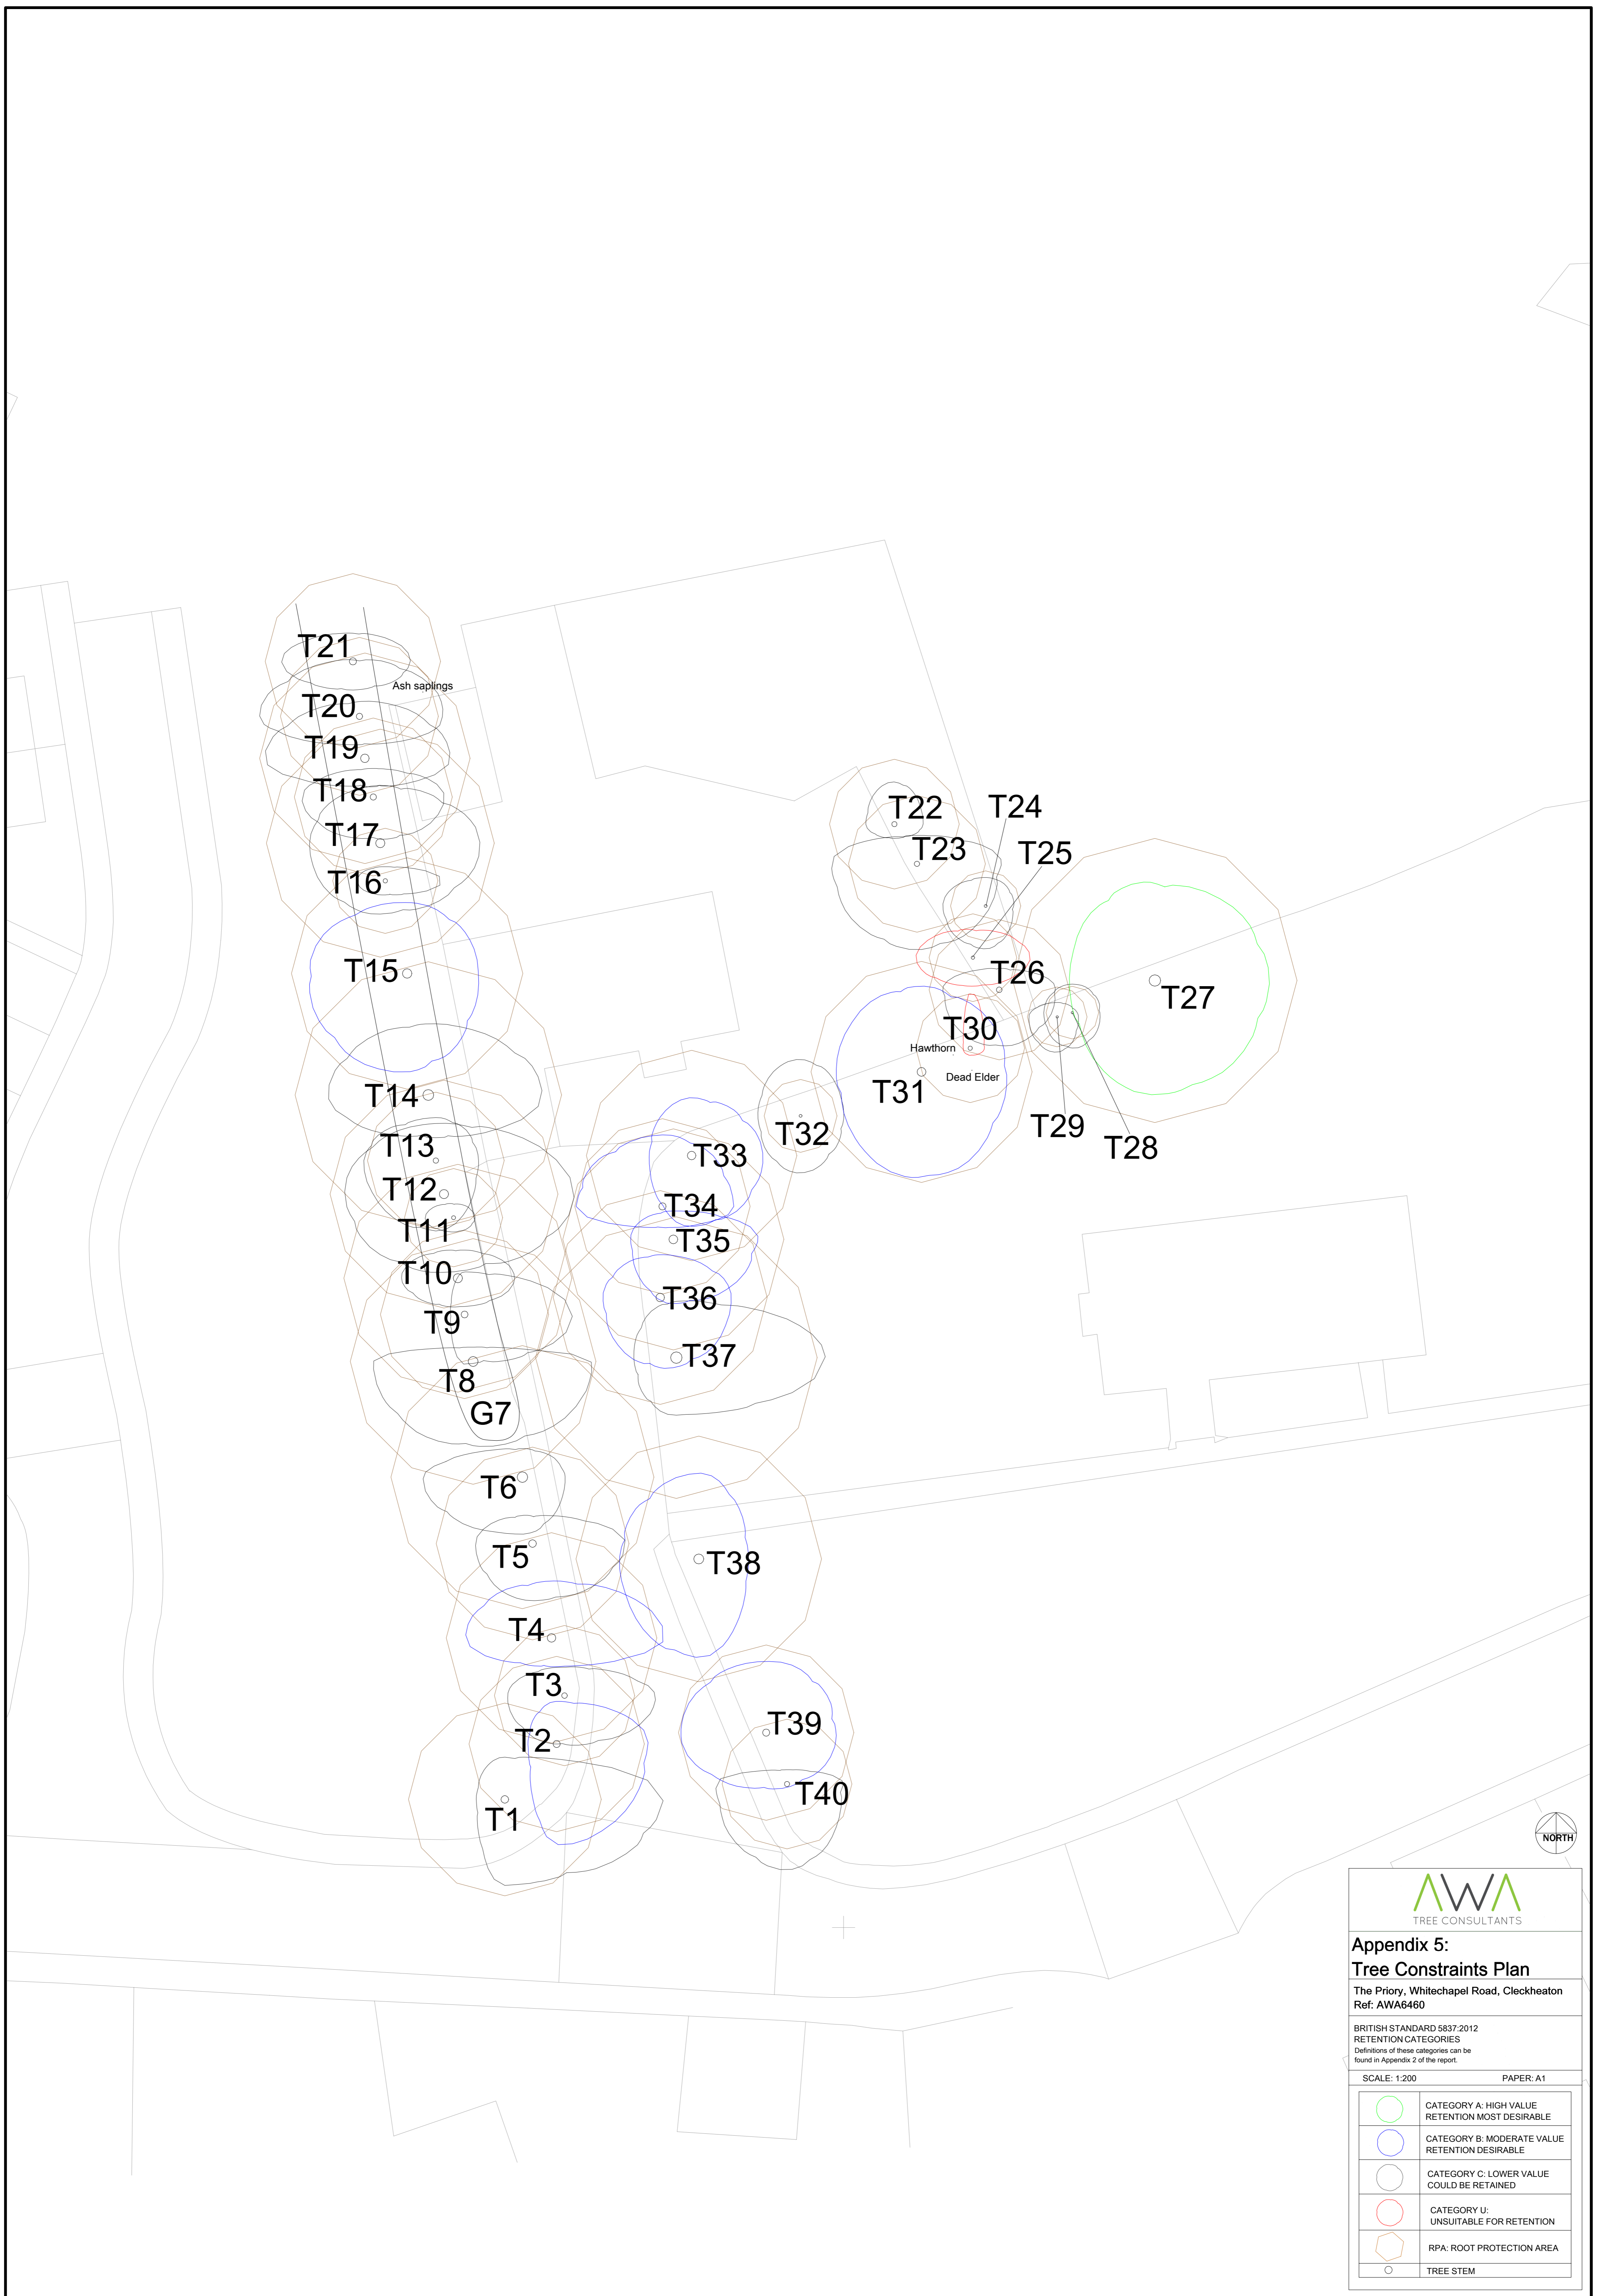 T21
Ash saplings
T20
T19
T18
T17
T16
T15
T14
T13
T12
T11
T10
T9
T8
G7
T6
T5
T4
T3
T2
T1
T22
T24
T23
T25
T26
T27
T30
Hawthorn
Dead Elder
T31
T29
T28
T32
T33
T34
T35
T36
T37
T38
T39
T40
NORTH
AWA
TREE CONSULTANTS
Appendix 5:
Tree Constraints Plan
The Priory, Whitechapel Road, Cleckheaton
Ref: AWA6460
BRITISH STANDARD 5837:2012
RETENTION CATEGORIES
Definitions of these categories can be
found in Appendix 2 of the report.
SCALE: 1:200 PAPER: A1
CATEGORY A: HIGH VALUE
RETENTION MOST DESIRABLE
CATEGORY B: MODERATE VALUE
RETENTION DESIRABLE
CATEGORY C: LOWER VALUE
COULD BE RETAINED
CATEGORY U:
UNSUITABLE FOR RETENTION
RPA: ROOT PROTECTION AREA
TREE STEM